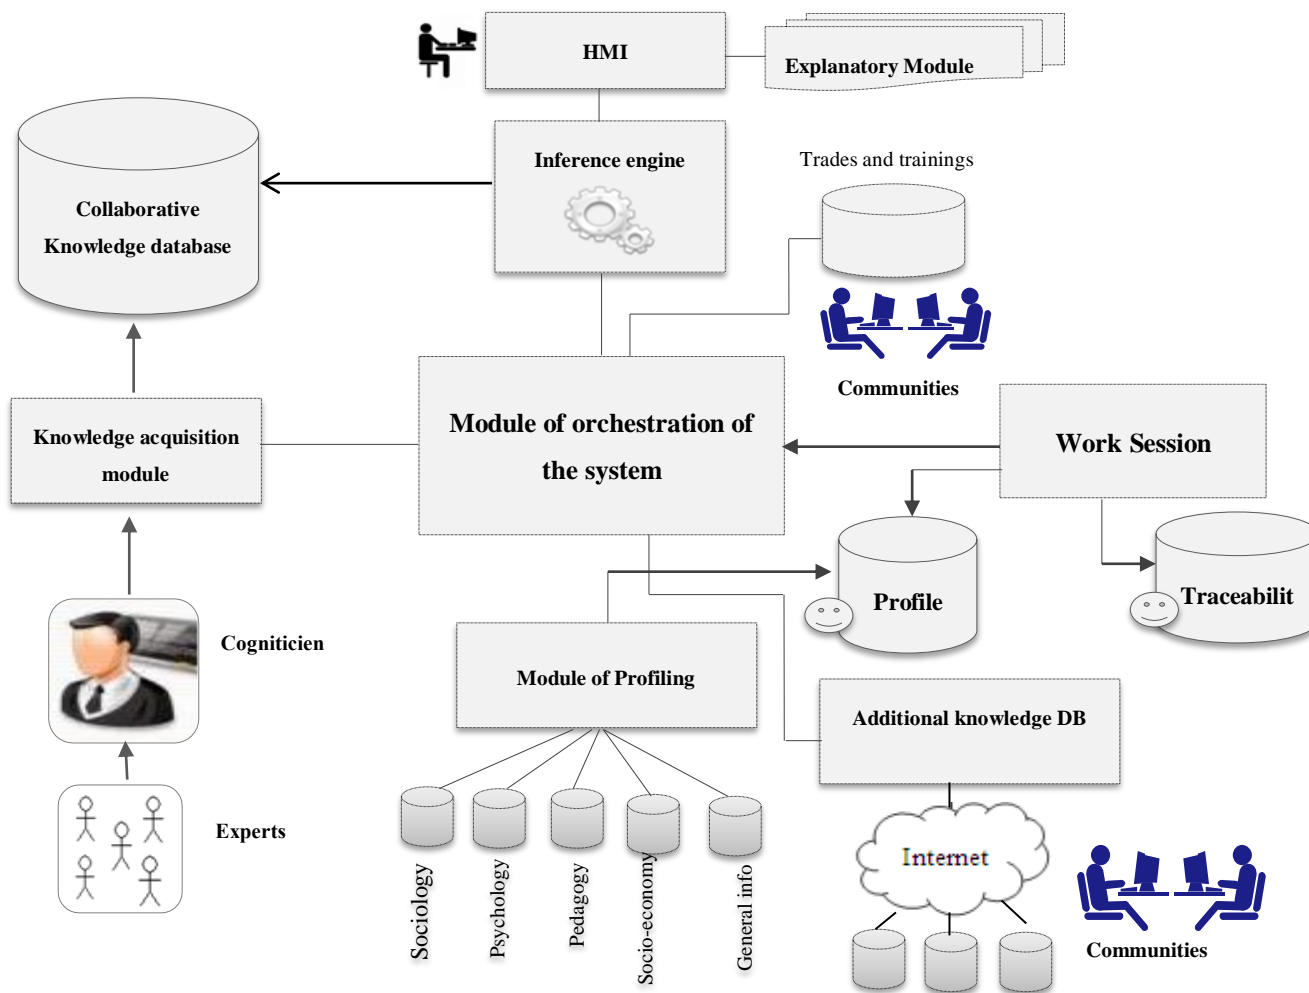 HMI
Explanatory Module
Inference engine
Trades and trainings
Collaborative
Knowledge database
Communities
Knowledge acquisition
module
Module of orchestration of
the system
Work Session
Profile
Traceabilit
Cogniticien
Module of Profiling
Additional knowledge DB
Experts
Internet
Sociology
Psychology
Pedagogy
Socio-economy
General info
Communities